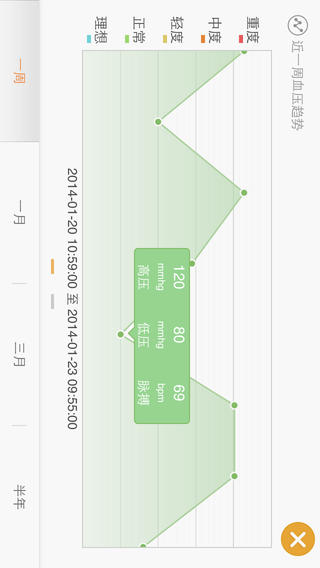 近一周血压趋势
理想 正常 轻度 中度 重度
120 80 69
mmhg mmhg bpm
高压 低压 脉搏
2014-01-20 10:59:00 至 2014-01-23 09:55:00
一周 一月 三月 半年